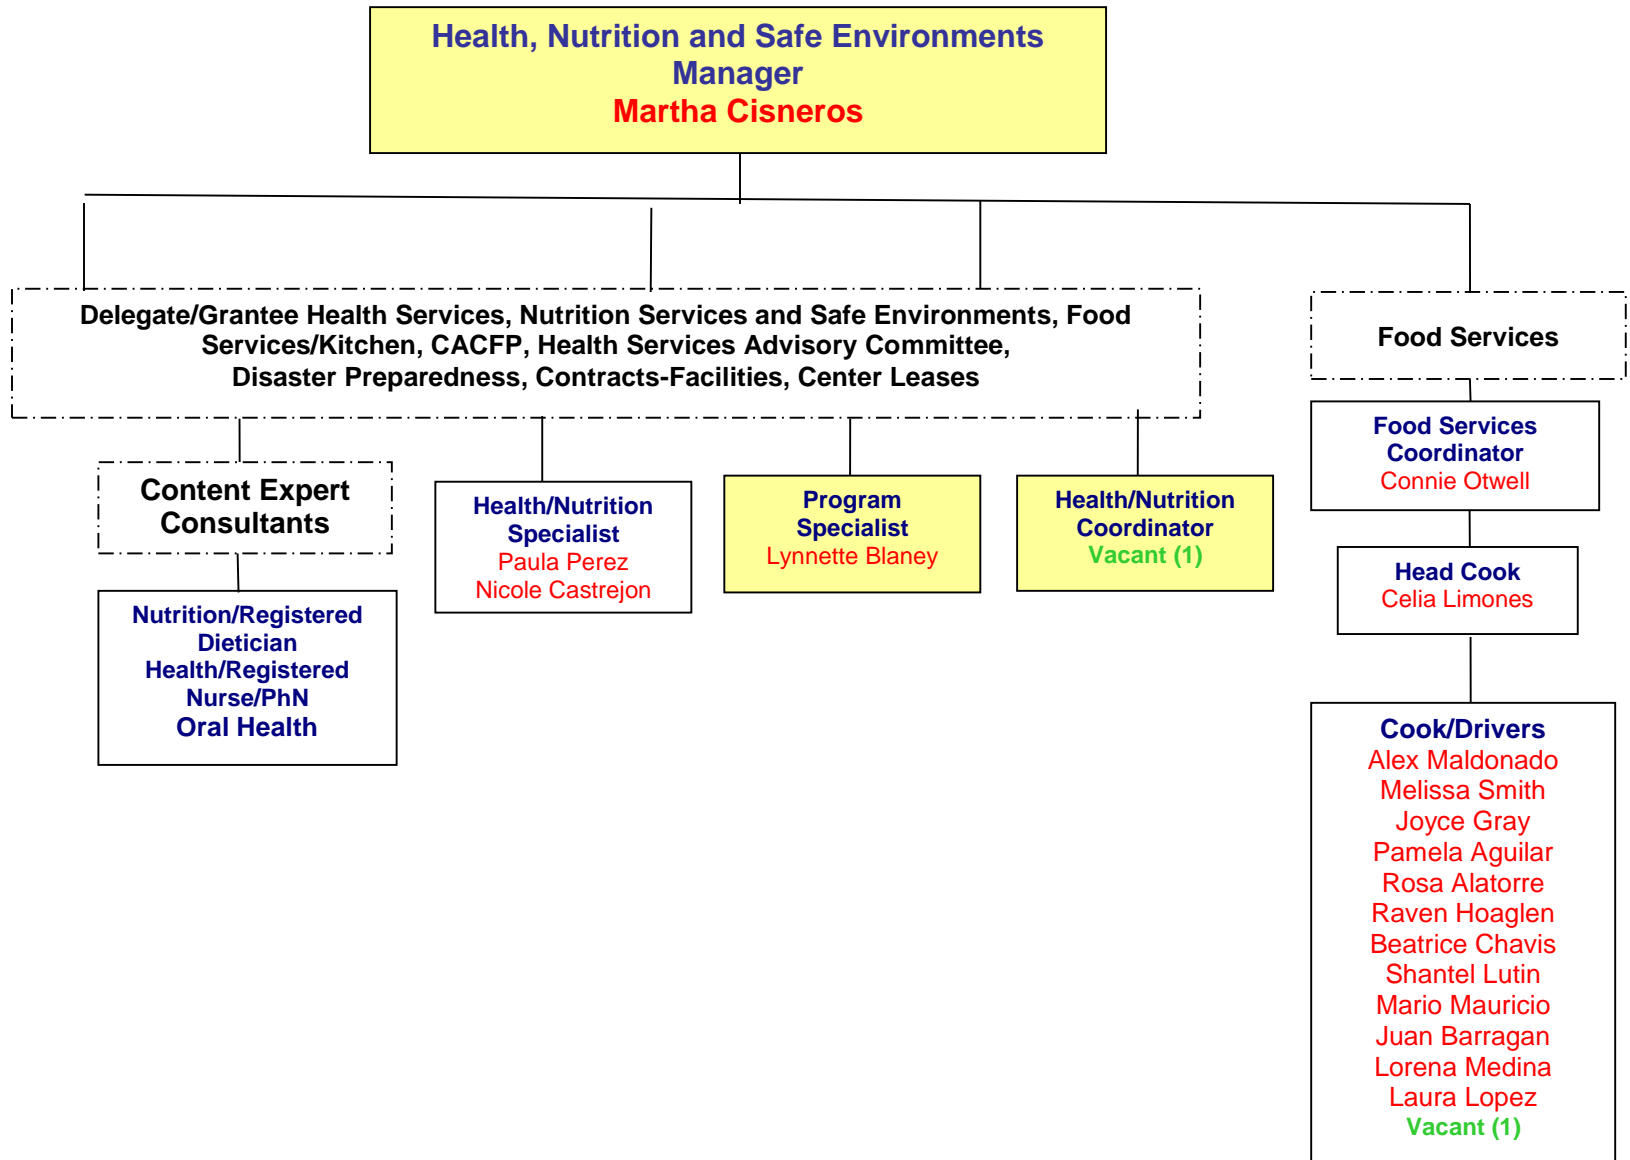 Health, Nutrition and Safe Environments
Manager
Martha Cisneros
Delegate/Grantee Health Services, Nutrition Services and Safe Environments, Food
Services/Kitchen, CACFP, Health Services Advisory Committee,
Disaster Preparedness, Contracts-Facilities, Center Leases
Food Services
Content Expert
Consultants
Nutrition/Registered
Dietician
Health/Registered
Nurse/PhN
Oral Health
Health/Nutrition
Specialist
Paula Perez
Nicole Castrejon
Program
Specialist
Lynnette Blaney
Health/Nutrition
Coordinator
Vacant (1)
Food Services
Coordinator
Connie Otwell
Head Cook
Celia Limones
Cook/Drivers
Alex Maldonado
Melissa Smith
Joyce Gray
Pamela Aguilar
Rosa Alatorre
Raven Hoaglen
Beatrice Chavis
Shantel Lutin
Mario Mauricio
Juan Barragan
Lorena Medina
Laura Lopez
Vacant (1)